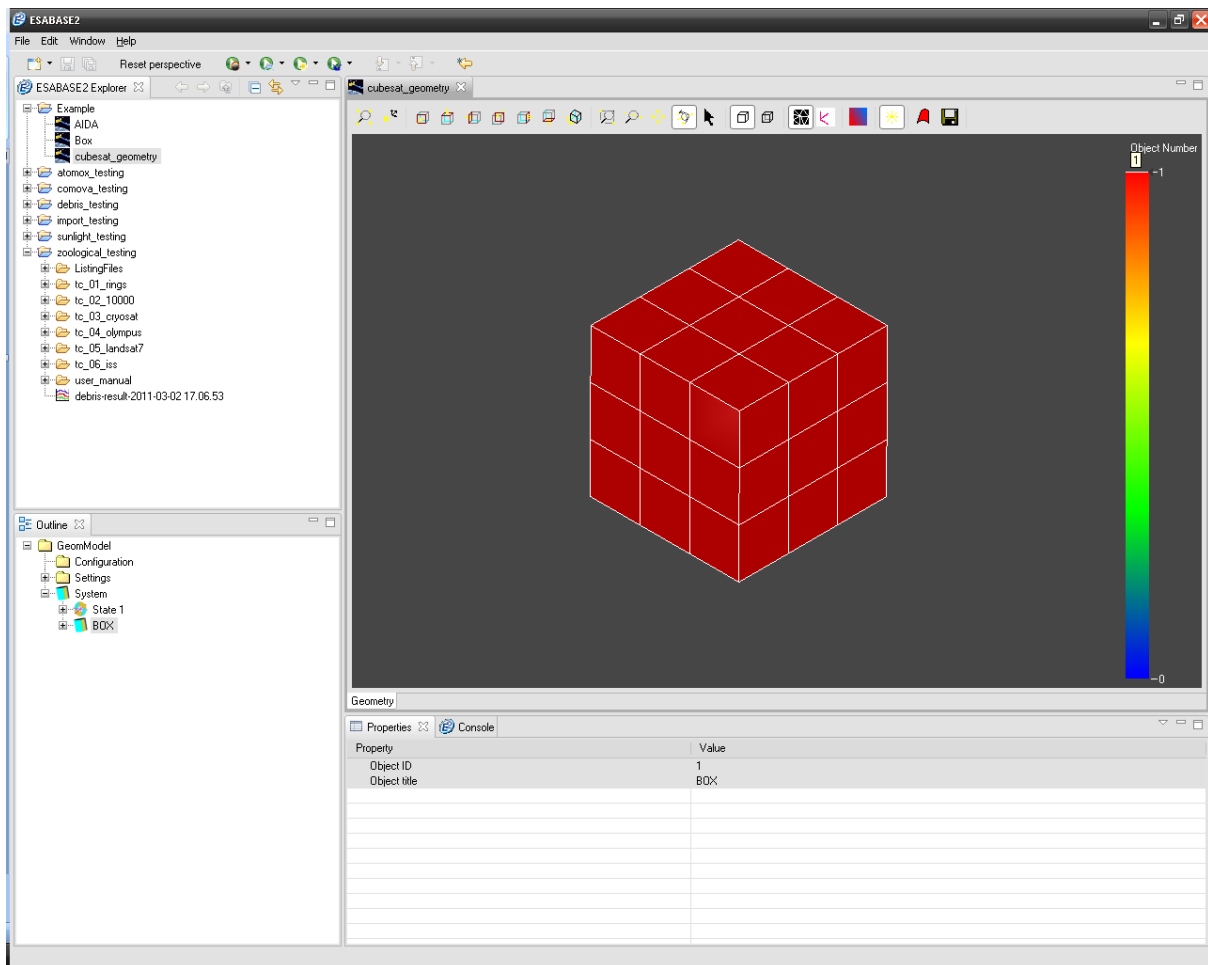 ESABASE2
File Edit Window Help
Reset perspective
ESABASE2 Explorer
Example
AIDA
Box
cubesat_geometry
atomox_testing
comova_testing
debris_testing
import_testing
sunlight_testing
zoological_testing
ListingFiles
tc_01_rings
tc_02_10000
tc_03_cryosat
tc_04_olympus
tc_05_landsat7
tc_06_iss
user_manual
debris-result-2011-03-02 17.06.53
Outline
GeomModel
Configuration
Settings
System
State 1
BOX
cubesat_geometry
Object Number
1
1
0
Geometry
Properties Console
Property Value
Object ID 1
Object title BOX